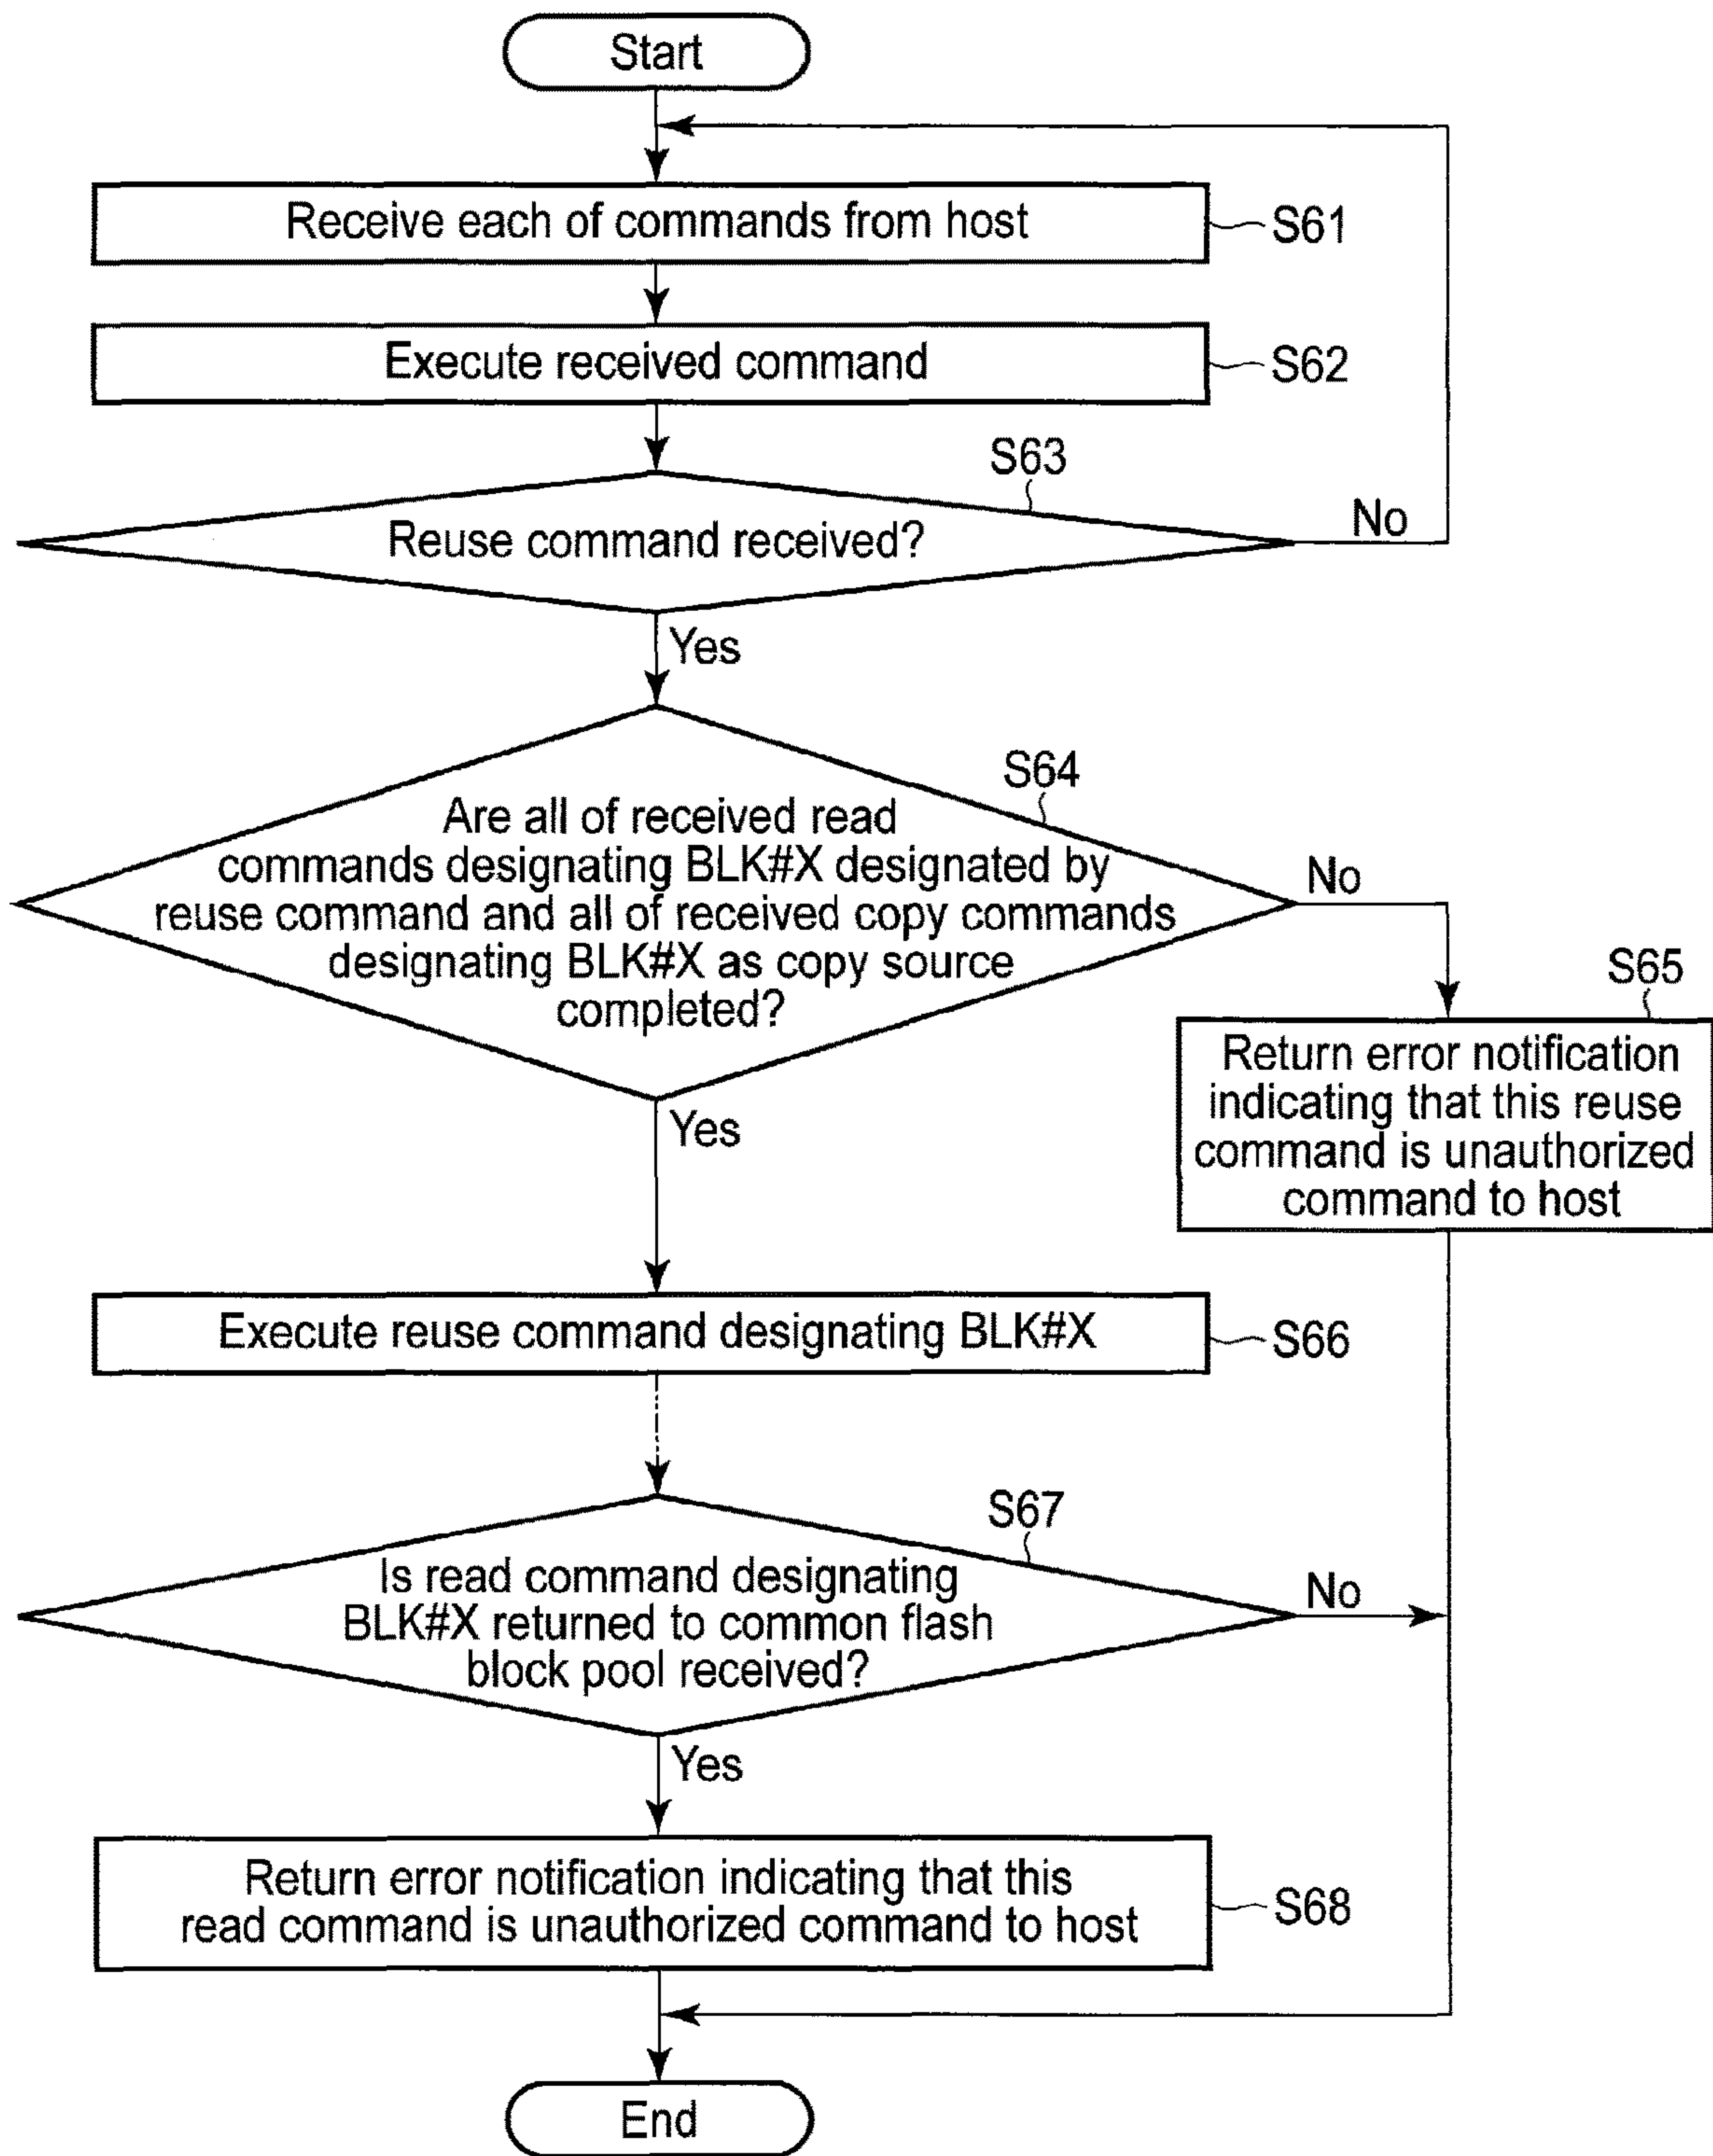 Start
Receive each of commands from host
S61
Execute received command
S62
S63
Reuse command received?
No
Yes
S64
Are all of received read
commands designating BLK#X designated by
reuse command and all of received copy commands
designating BLK#X as copy source
completed?
No
Yes
S65
Return error notification
indicating that this reuse
command is unauthorized
command to host
Execute reuse command designating BLK#X
S66
S67
Is read command designating
BLK#X returned to common flash
block pool received?
No
Yes
Return error notification indicating that this
read command is unauthorized command to host
S68
End